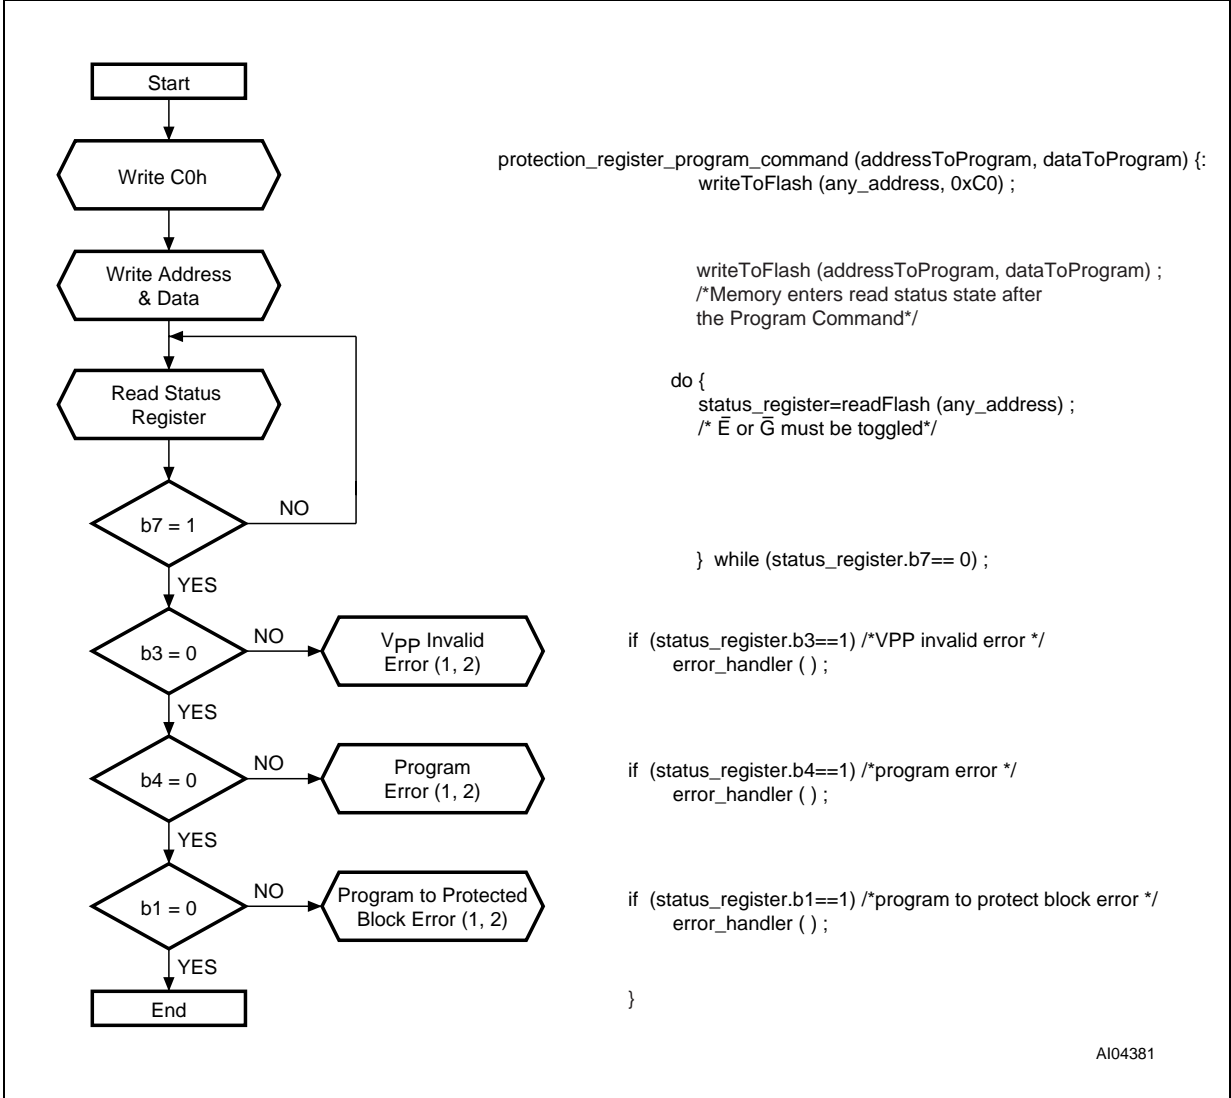 Start
Write C0h
protection_register_program_command (addressToProgram, dataToProgram) {:
writeToFlash (any_address, 0xC0) ;
Write Address
& Data
writeToFlash (addressToProgram, dataToProgram) ;
/*Memory enters read status state after
the Program Command*/
Read Status
Register
do {
status_register=readFlash (any_address) ;
/* E̅ or G̅ must be toggled*/
b7 = 1
NO
} while (status_register.b7== 0) ;
YES
b3 = 0
NO
VPP Invalid
Error (1, 2)
if (status_register.b3==1) /*VPP invalid error */
error_handler ( ) ;
YES
b4 = 0
NO
Program
Error (1, 2)
if (status_register.b4==1) /*program error */
error_handler ( ) ;
YES
b1 = 0
NO
Program to Protected
Block Error (1, 2)
if (status_register.b1==1) /*program to protect block error */
error_handler ( ) ;
YES
End
}
AI04381